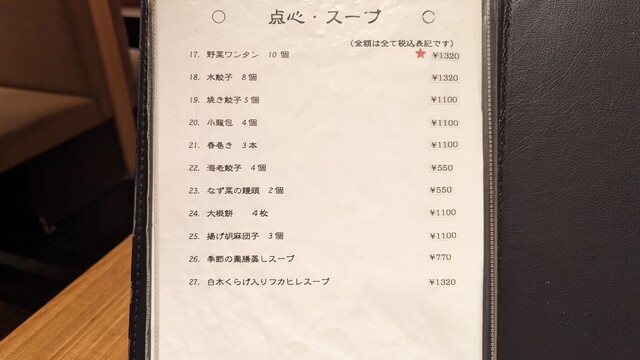 ○ 点心・スープ ○
(金額は全て税込表記です)
17. 野菜ワンタン 10個 ★ ¥1320
18. 水餃子 8個 ¥1320
19. 焼き餃子5個 ¥1100
20. 小龍包 4個 ¥1100
21. 春巻き 3本 ¥1100
22. 海老餃子 4個 ¥550
23. なず菜の饅頭 2個 ¥550
24. 大根餅 4枚 ¥1100
25. 揚げ胡麻団子 3個 ¥1100
26. 季節の薬膳蒸しスープ ¥770
27. 白木くらげ入りフカヒレスープ ¥1320